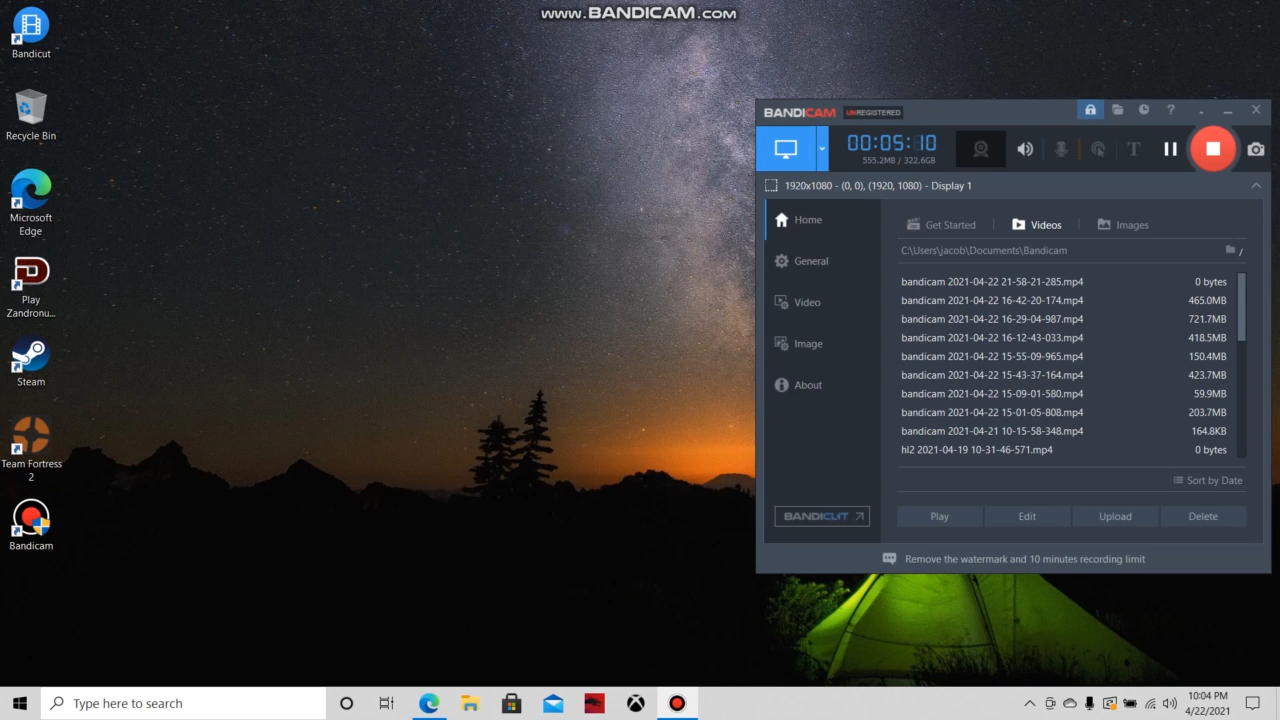 www.BANDICAM.com
Bandicut
Recycle Bin
Microsoft
Edge
Play
Zandronu...
Steam
Team Fortress
2
Bandicam
BANDICAM UNREGISTERED
00:05:10
555.2MB / 322.6GB
1920x1080 - (0, 0), (1920, 1080) - Display 1
Home
General
Video
Image
About
BANDICUT
Get Started
Videos
Images
C:\Users\jacob\Documents\Bandicam
bandicam 2021-04-22 21-58-21-285.mp4 0 bytes
bandicam 2021-04-22 16-42-20-174.mp4 465.0MB
bandicam 2021-04-22 16-29-04-987.mp4 721.7MB
bandicam 2021-04-22 16-12-43-033.mp4 418.5MB
bandicam 2021-04-22 15-55-09-965.mp4 150.4MB
bandicam 2021-04-22 15-43-37-164.mp4 423.7MB
bandicam 2021-04-22 15-09-01-580.mp4 59.9MB
bandicam 2021-04-22 15-01-05-808.mp4 203.7MB
bandicam 2021-04-21 10-15-58-348.mp4 164.8KB
hl2 2021-04-19 10-31-46-571.mp4 0 bytes
Sort by Date
Play
Edit
Upload
Delete
Remove the watermark and 10 minutes recording limit
Type here to search
10:04 PM
4/22/2021